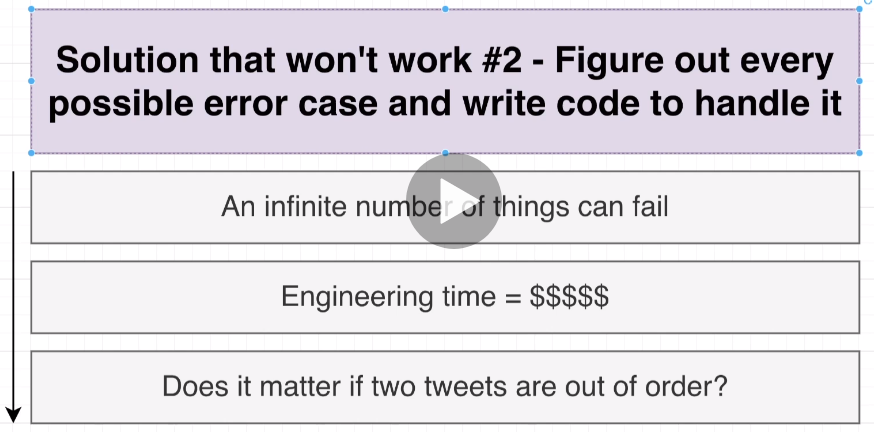 Solution that won't work #2 - Figure out every
possible error case and write code to handle it
An infinite number of things can fail
Engineering time = $$$$$
Does it matter if two tweets are out of order?